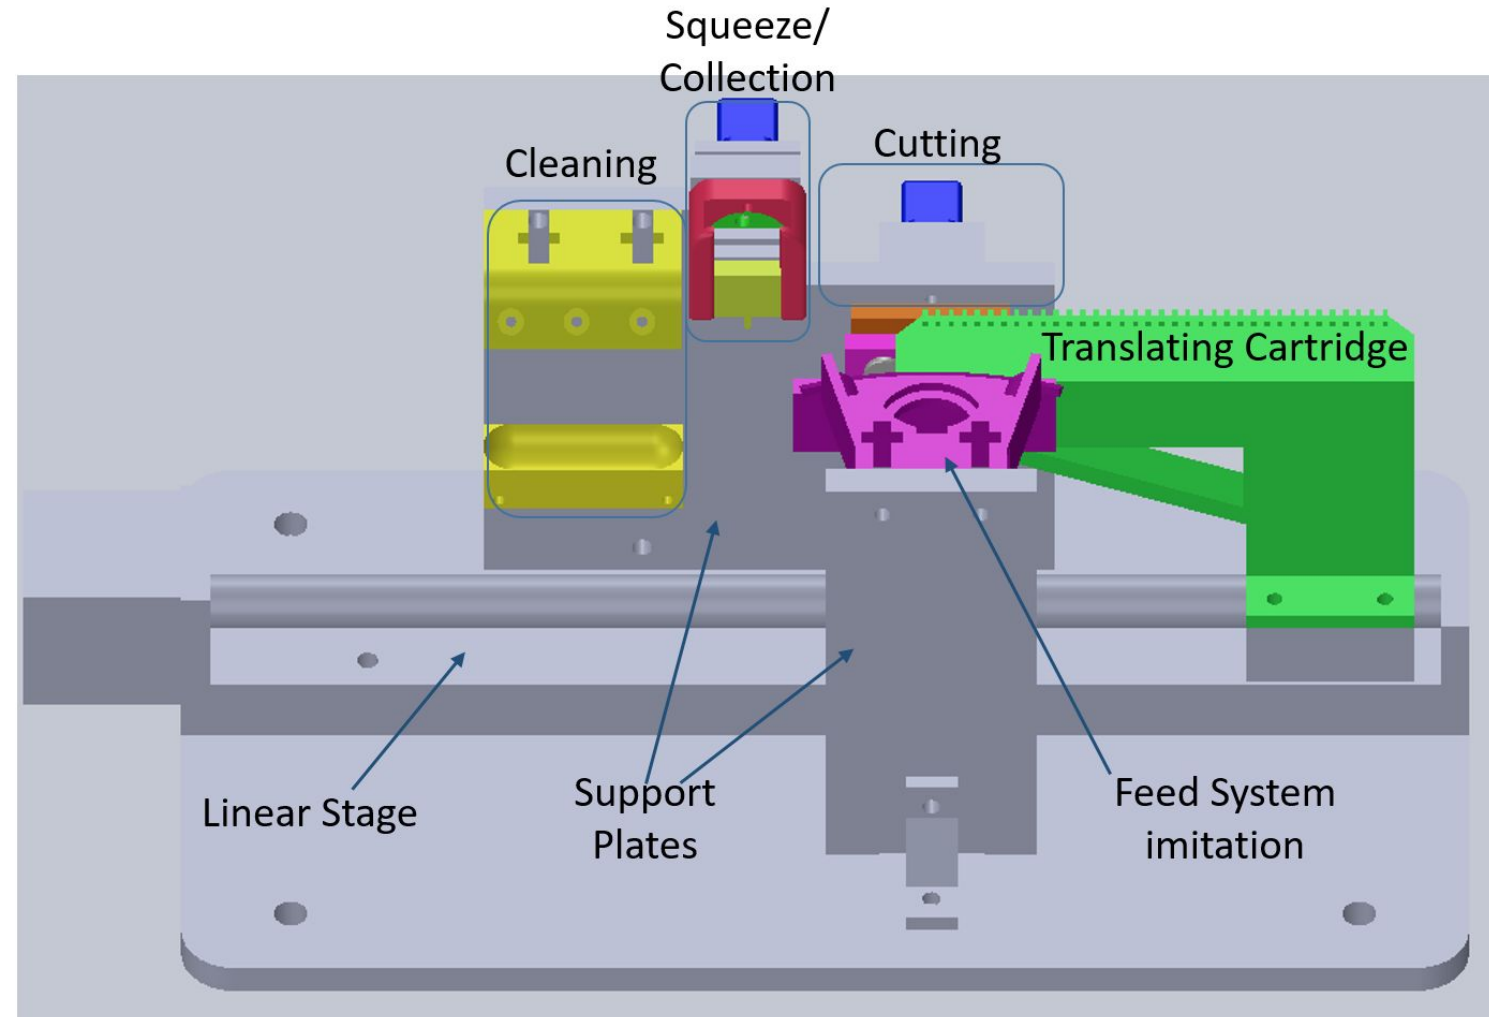 Squeeze/
Collection
Cutting
Cleaning
Translating Cartridge
Linear Stage
Support
Plates
Feed System
imitation